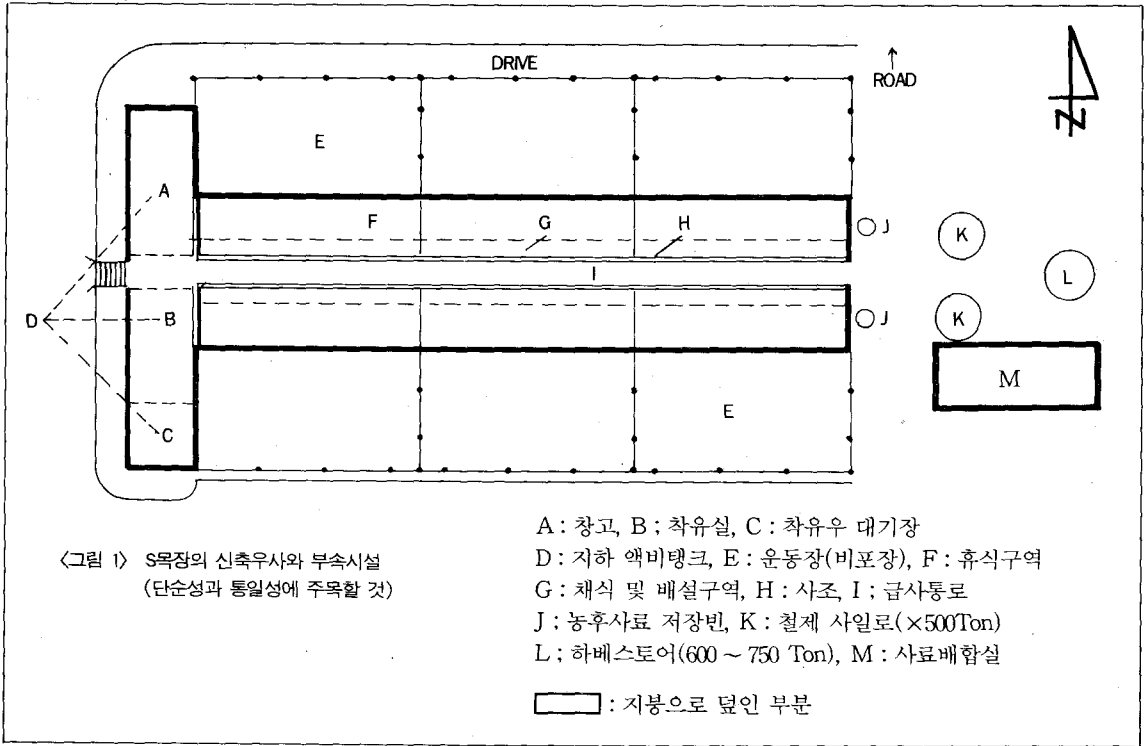 DRIVE
↑
ROAD
N
E
A
F
G
H
J
K
I
L
D
B
J
K
M
E
C
A : 창고, B ; 착유실, C : 착유우 대기장
〈그림 1〉 S목장의 신축우사와 부속시설
D : 지하 액비탱크, E : 운동장(비포장), F : 휴식구역
(단순성과 통일성에 주목할 것)
G : 채식 및 배설구역, H : 사조, I ; 급사통로
J ; 농후사료 저장빈, K : 철제 사일로(×500Ton)
L ; 하베스토어(600 ~ 750 Ton), M : 사료배합실
: 지붕으로 덮인 부분